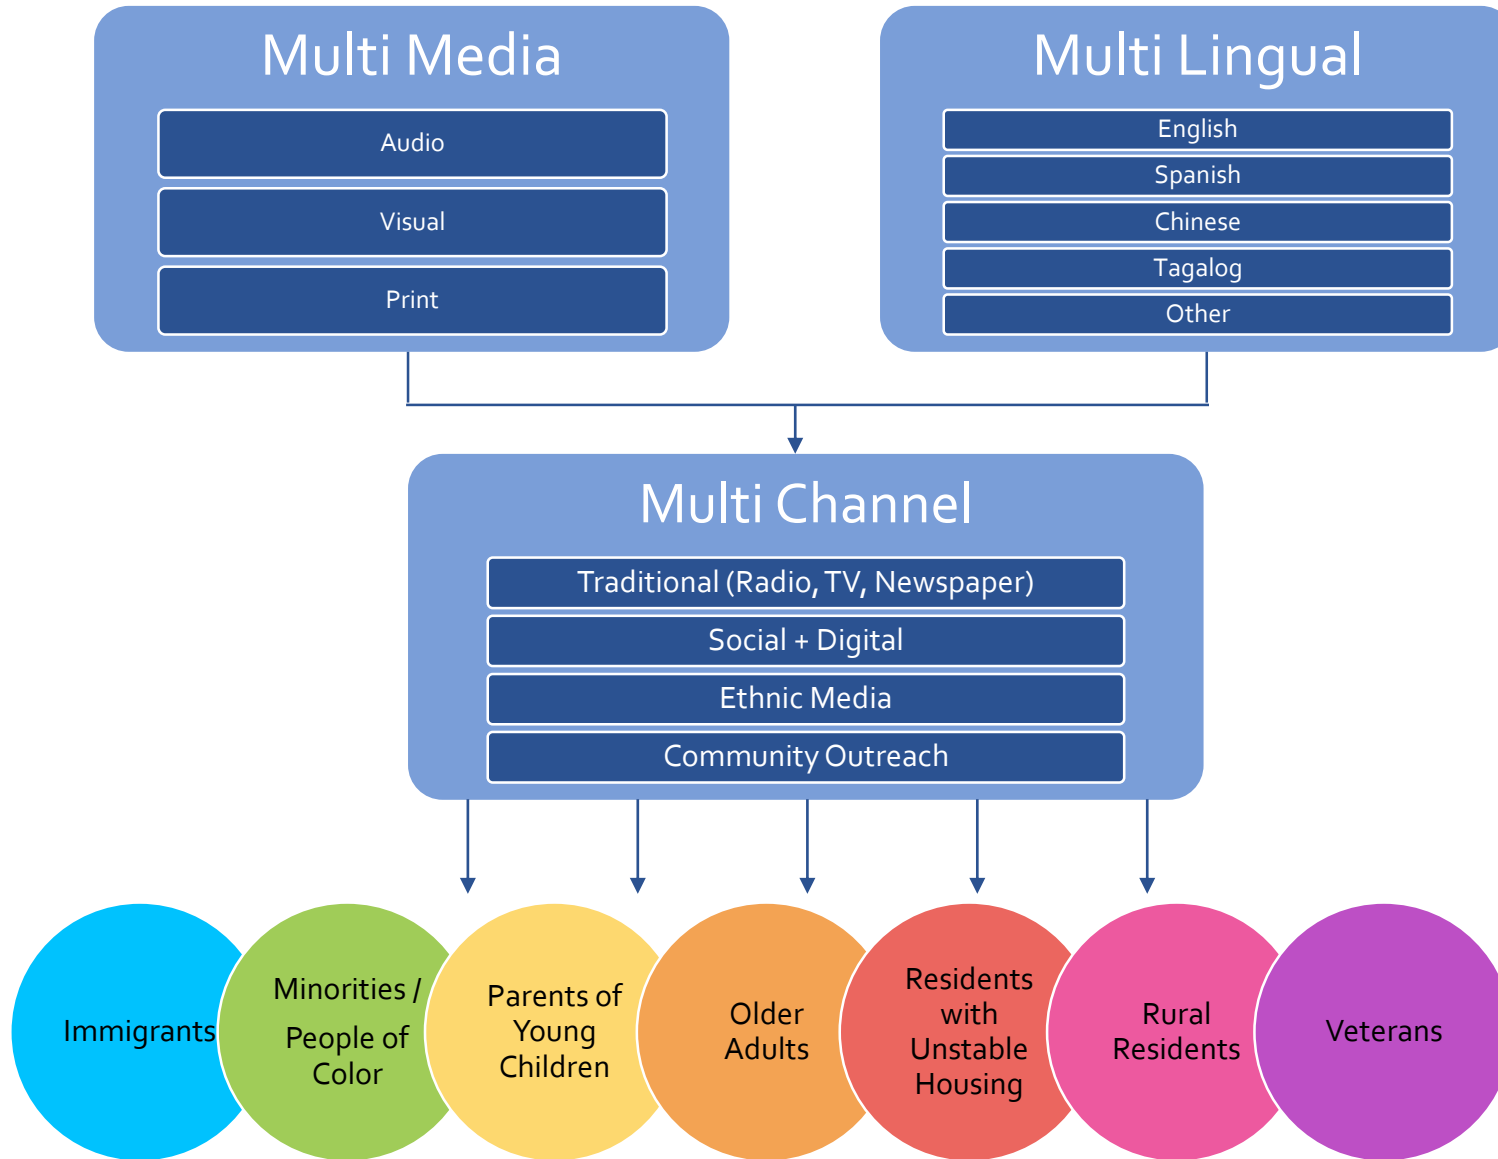 Multi Media
Audio
Visual
Print
Multi Lingual
English
Spanish
Chinese
Tagalog
Other
Multi Channel
Traditional (Radio, TV, Newspaper)
Social + Digital
Ethnic Media
Community Outreach
Immigrants
Minorities /
People of
Color
Parents of
Young
Children
Older
Adults
Residents
with
Unstable
Housing
Rural
Residents
Veterans